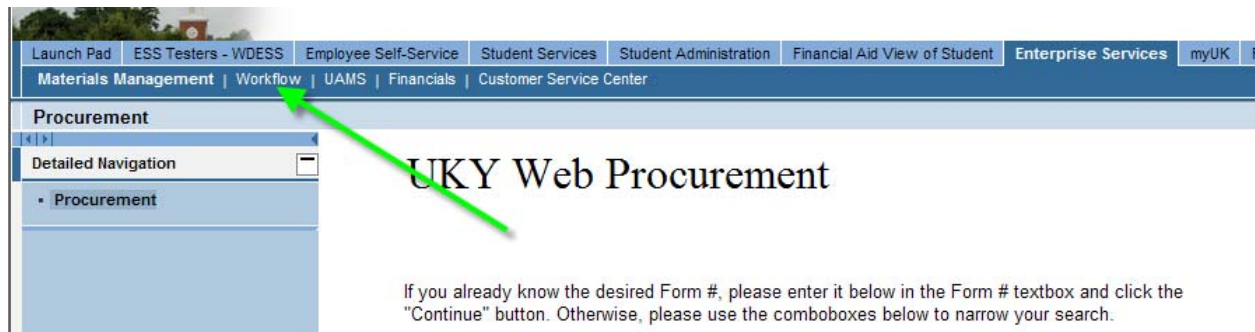 Launch Pad ESS Testers - WDESS Employee Self-Service Student Services Student Administration Financial Aid View of Student Enterprise Services myUK
Materials Management | Workflow | UAMS | Financials | Customer Service Center
Procurement
Detailed Navigation
Procurement
UKY Web Procurement
If you already know the desired Form #, please enter it below in the Form # textbox and click the
"Continue" button. Otherwise, please use the comboboxes below to narrow your search.